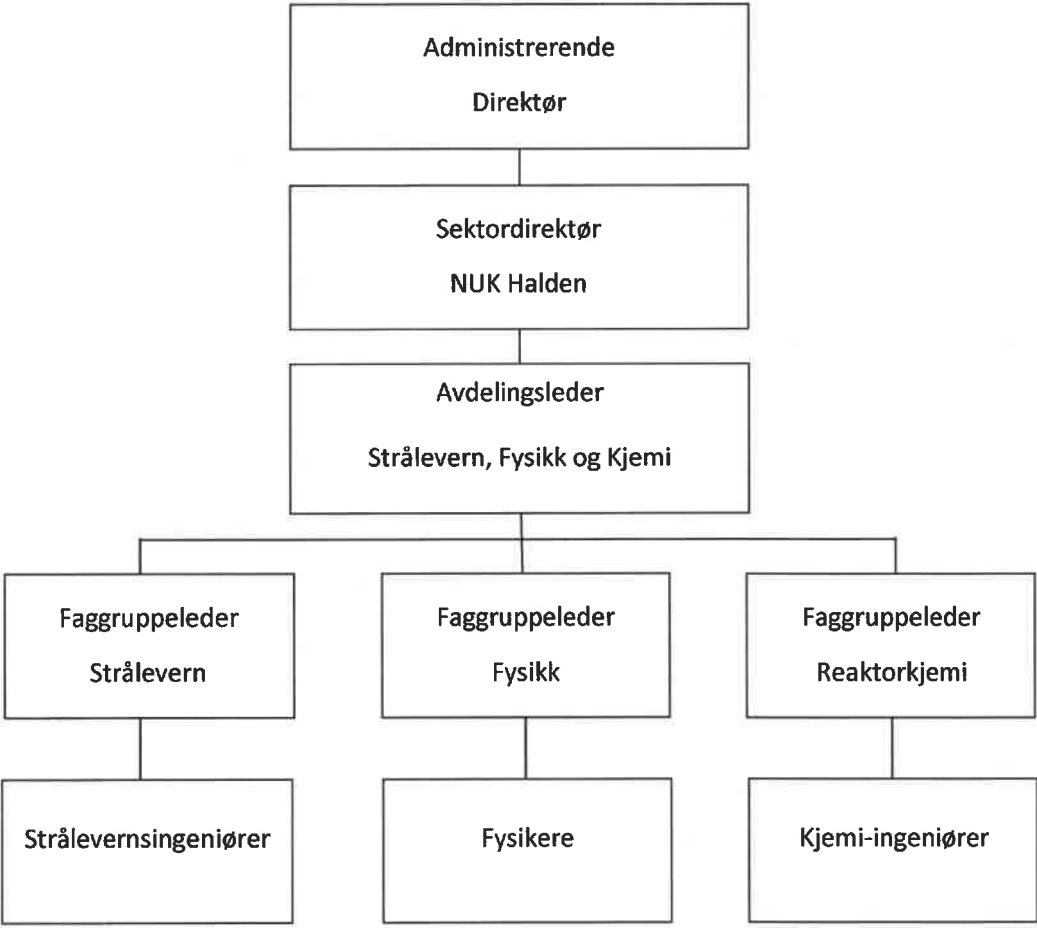 Administrerende
Direktør
Sektordirektør
NUK Halden
Avdelingsleder
Strålevern, Fysikk og Kjemi
Faggruppeleder
Strålevern
Faggruppeleder
Fysikk
Faggruppeleder
Reaktorkjemi
Strålevernsingeniører
Fysikere
Kjemi-ingeniører